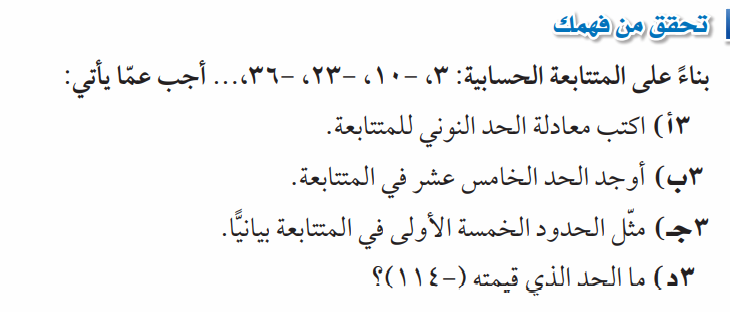 تحقق من فهمك
بناءً على المتتابعة الحسابية: ٣، -١٠، -٢٣، -٣٦،... أجب عمّا يأتي:
٣أ) اكتب معادلة الحد النوني للمتتابعة.
٣ب) أوجد الحد الخامس عشر في المتتابعة.
٣جـ) مثّل الحدود الخمسة الأولى في المتتابعة بيانيًّا.
٣د) ما الحد الذي قيمته (-١١٤)؟